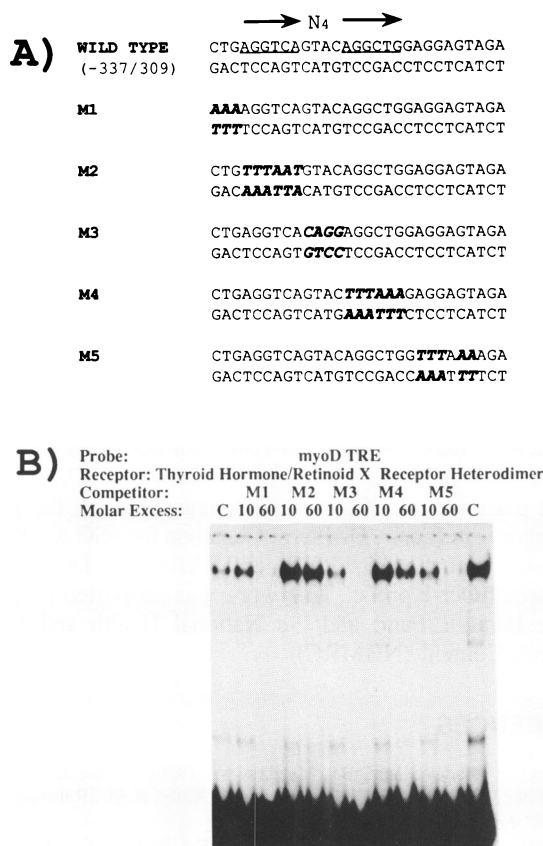 N4
A)
WILD TYPE CTGAGGTCAGTACAGGCTGGAGGAGTAGA
(-337/309) GACTCCAGTCATGTCCGACCTCCTCATCT
M1 AAAAGGTCAGTACAGGCTGGAGGAGTAGA
TTTTCCAGTCATGTCCGACCTCCTCATCT
M2 CTGTTTAATGTACAGGCTGGAGGAGTAGA
GACAAATTACATGTCCGACCTCCTCATCT
M3 CTGAGGTCACAGGAGGCTGGAGGAGTAGA
GACTCCAGTGTCCTCCGACCTCCTCATCT
M4 CTGAGGTCAGTACTTTAAAGAGGAGTAGA
GACTCCAGTCATGAAATTTCTCCTCATCT
M5 CTGAGGTCAGTACAGGCTGGTTTAAAAGA
GACTCCAGTCATGTCCGACCAAATTTTCT
B)
Probe: myoD TRE
Receptor: Thyroid Hormone/Retinoid X Receptor Heterodimer
Competitor: M1 M2 M3 M4 M5
Molar Excess: C 10 60 10 60 10 60 10 60 10 60 C